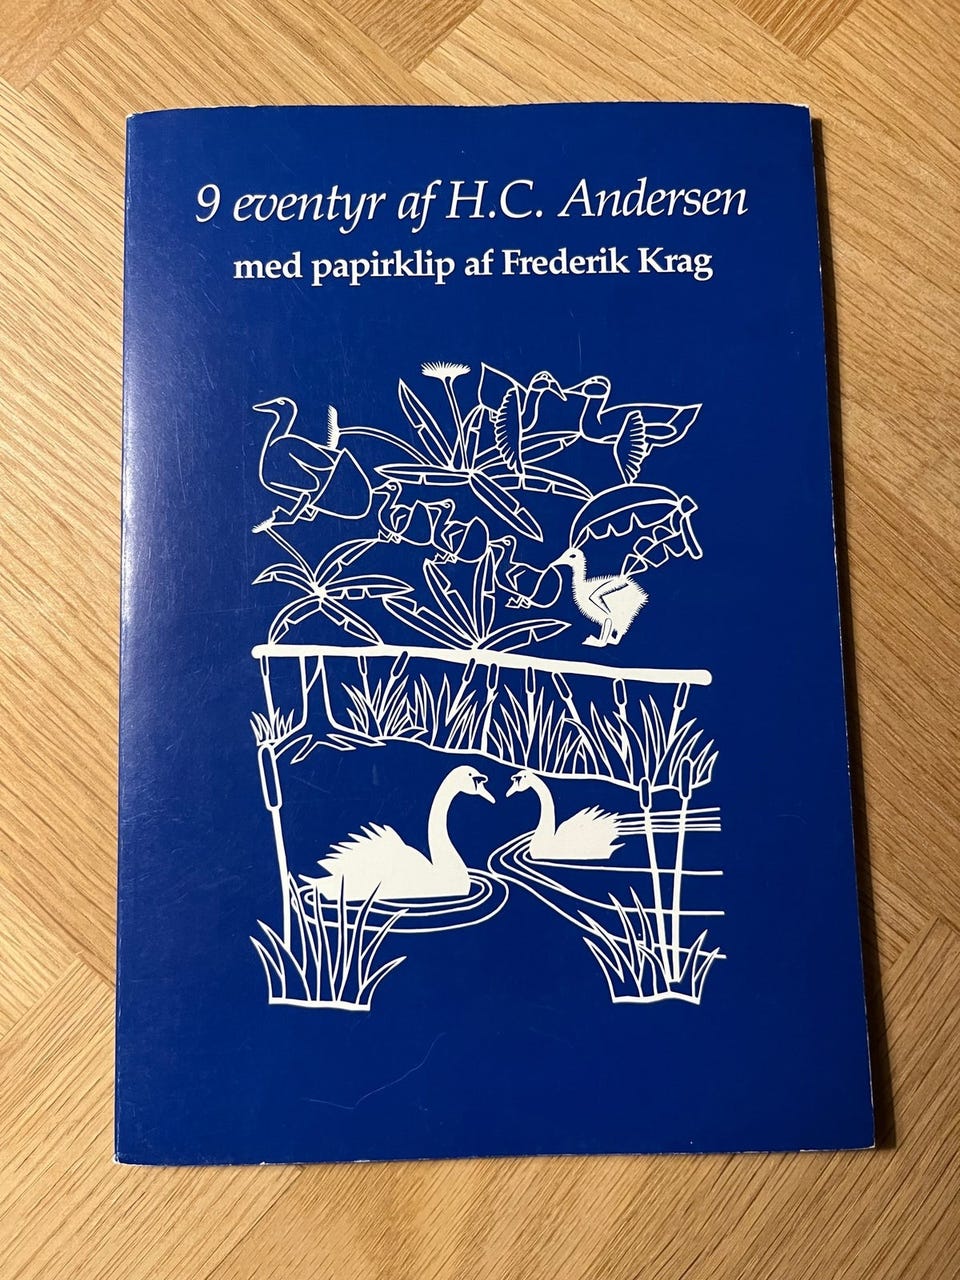 9 eventyr af H.C. Andersen
med papirklip af Frederik Krag